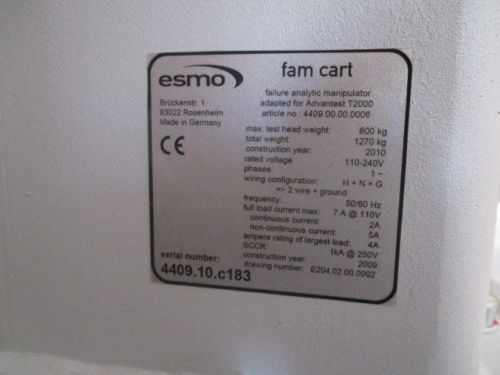 esmo
fam cart
Brückenstr. 1
83022 Rosenheim
Made in Germany
CE
failure analytic manipulator
adapted for Advantest T2000
article no.: 4409.00.00.0006
max. test head weight: 600 kg
total weight: 1270 kg
construction year: 2010
rated voltage: 110-240V
phases: 1 ~
wiring configuration: H + N + G
=> 2 wire + ground
frequency: 50/60 Hz
full load current max: 7 A @ 110V
continuous current: 2A
non-continuous current: 5A
ampere rating of largest load: 4A
SCCR: 1kA @ 250V
construction year: 2009
drawing number: E204.02.00.0002
serial number:
4409.10.c183